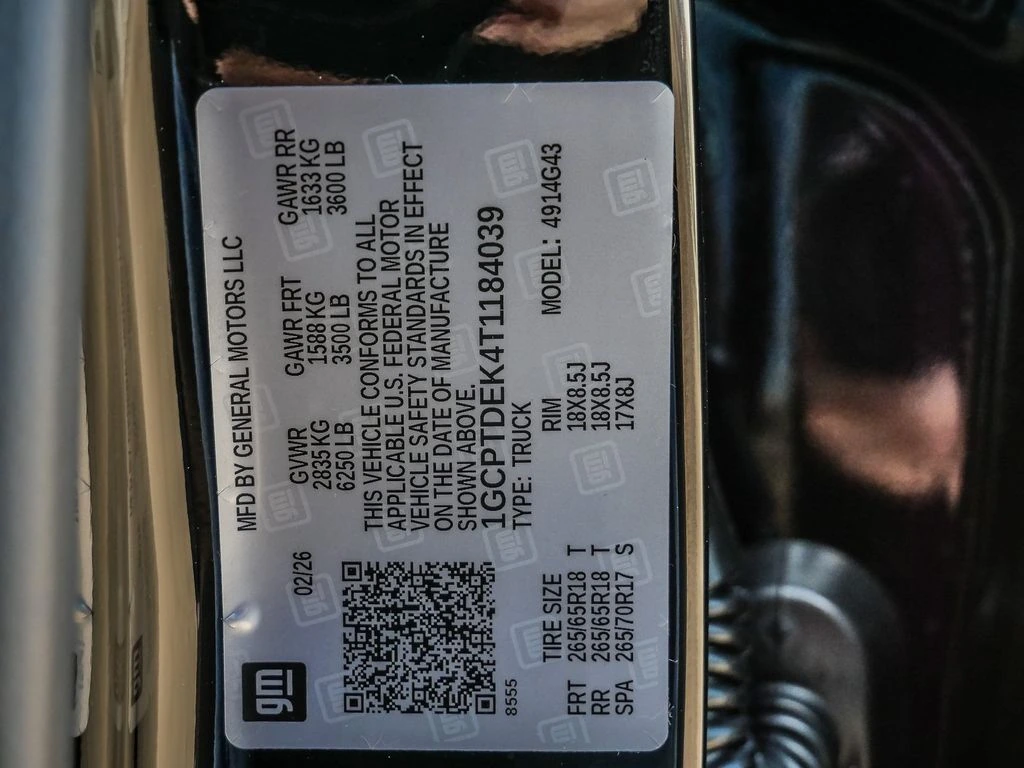 gm
MFD BY GENERAL MOTORS LLC
02/26
GVWR GAWR FRT GAWR RR
2835 KG 1588 KG 1633 KG
6250 LB 3500 LB 3600 LB
THIS VEHICLE CONFORMS TO ALL
APPLICABLE U.S. FEDERAL MOTOR
VEHICLE SAFETY STANDARDS IN EFFECT
ON THE DATE OF MANUFACTURE
SHOWN ABOVE.
1GCPTDEK4T1184039
8555
TYPE: TRUCK
TIRE SIZE RIM MODEL: 4914G43
FRT 265/65R18 T 18X8.5J
RR 265/65R18 T 18X8.5J
SPA 265/70R17 S 17X8J